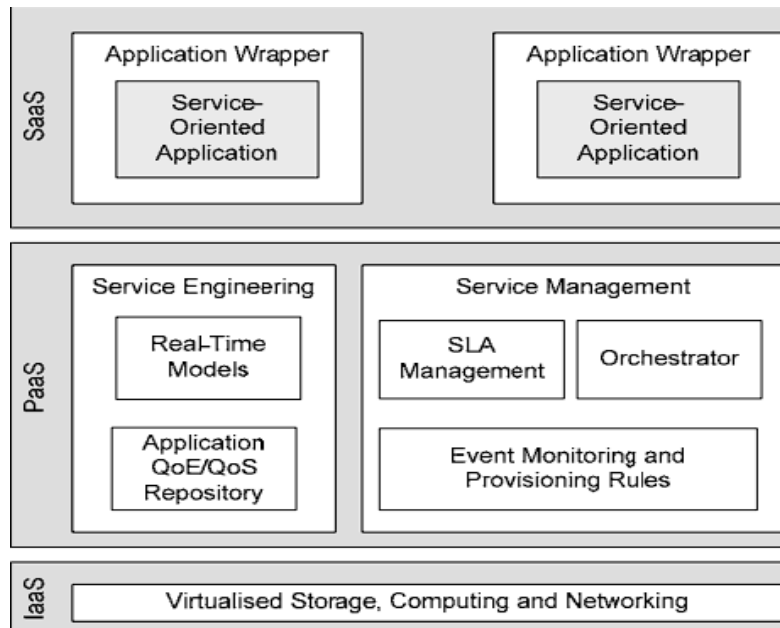 SaaS
Application Wrapper
Service-
Oriented
Application
Application Wrapper
Service-
Oriented
Application
PaaS
Service Engineering
Real-Time
Models
Application
QoE/QoS
Repository
Service Management
SLA
Management
Orchestrator
Event Monitoring and
Provisioning Rules
IaaS
Virtualised Storage, Computing and Networking